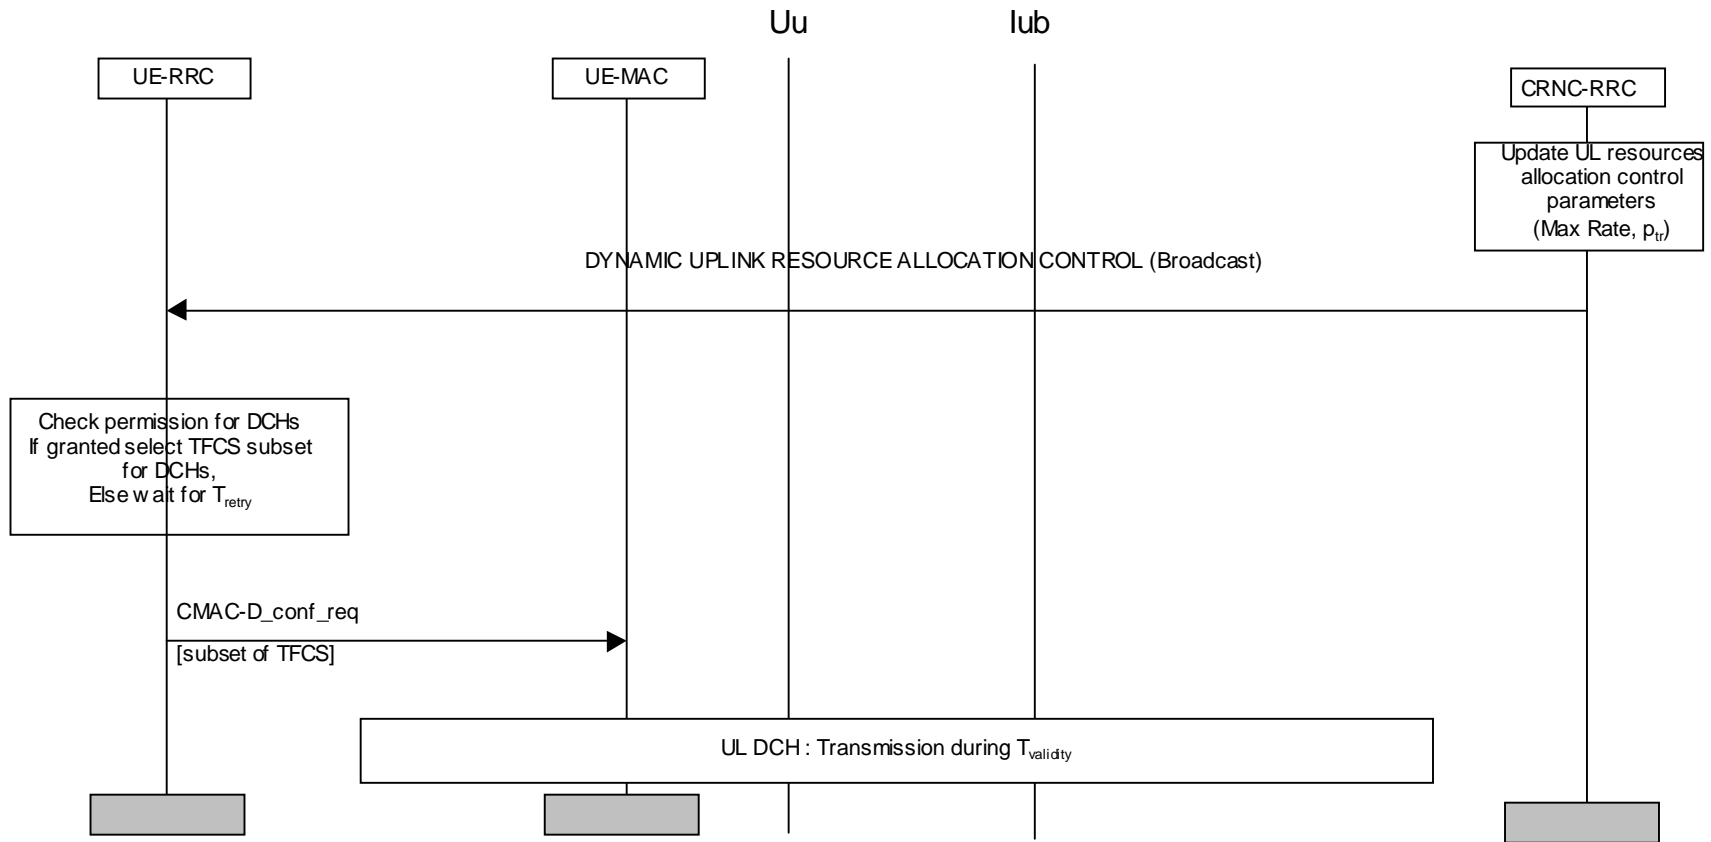 Uu
Iub
UE-RRC
UE-MAC
CRNC-RRC
Update UL resources
allocation control
parameters
(Max Rate, ptr)
DYNAMIC UPLINK RESOURCE ALLOCATION CONTROL (Broadcast)
Check permission for DCHs
If granted select TFCS subset
for DCHs,
Else wait for Tretry
CMAC-D_conf_req
[subset of TFCS]
UL DCH : Transmission during Tvalidity